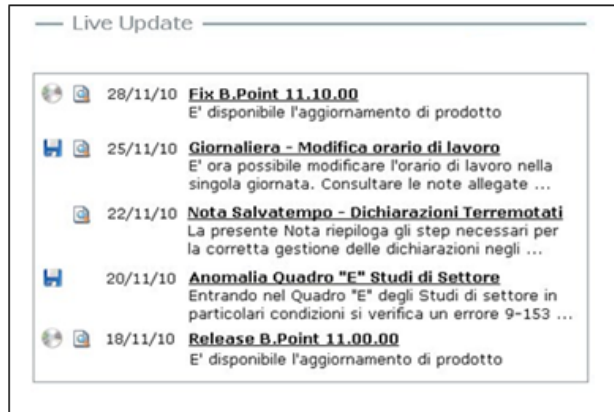 Live Update
28/11/10 Fix B.Point 11.10.00
E' disponibile l'aggiornamento di prodotto
25/11/10 Giornaliera - Modifica orario di lavoro
E' ora possibile modificare l'orario di lavoro nella
singola giornata. Consultare le note allegate ...
22/11/10 Nota Salvatempo - Dichiarazioni Terremotati
La presente Nota riepiloga gli step necessari per
la corretta gestione delle dichiarazioni negli ...
20/11/10 Anomalia Quadro "E" Studi di Settore
Entrando nel Quadro "E" degli Studi di settore in
particolari condizioni si verifica un errore 9-153 ...
18/11/10 Release B.Point 11.00.00
E' disponibile l'aggiornamento di prodotto